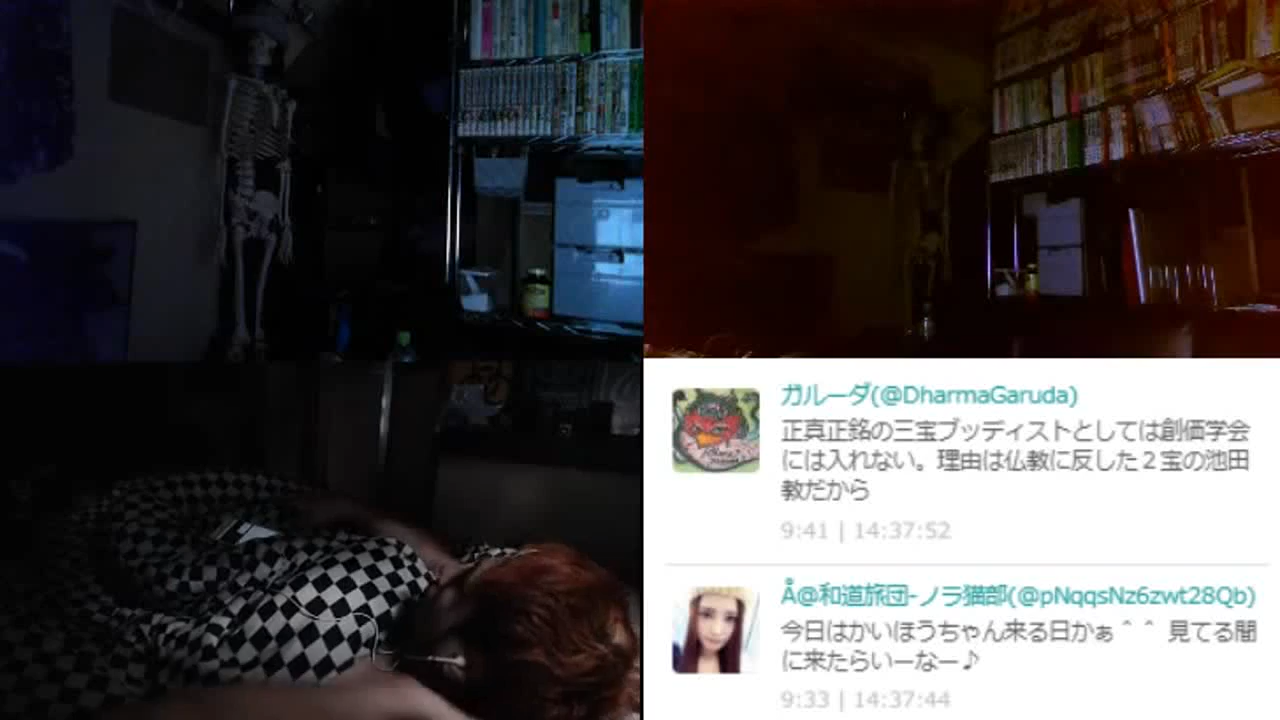 ガルーダ(@DharmaGaruda)
正真正銘の三宝ブッディストとしては創価学会
には入れない。理由は仏教に反した２宝の池田
教だから
9:41 | 14:37:52
Å@和道旅団-ノラ猫部(@pNqqsNz6zwt28Qb)
今日はかいほうちゃん来る日かぁ＾＾ 見てる間
に来たらいーなー♪
9:33 | 14:37:44